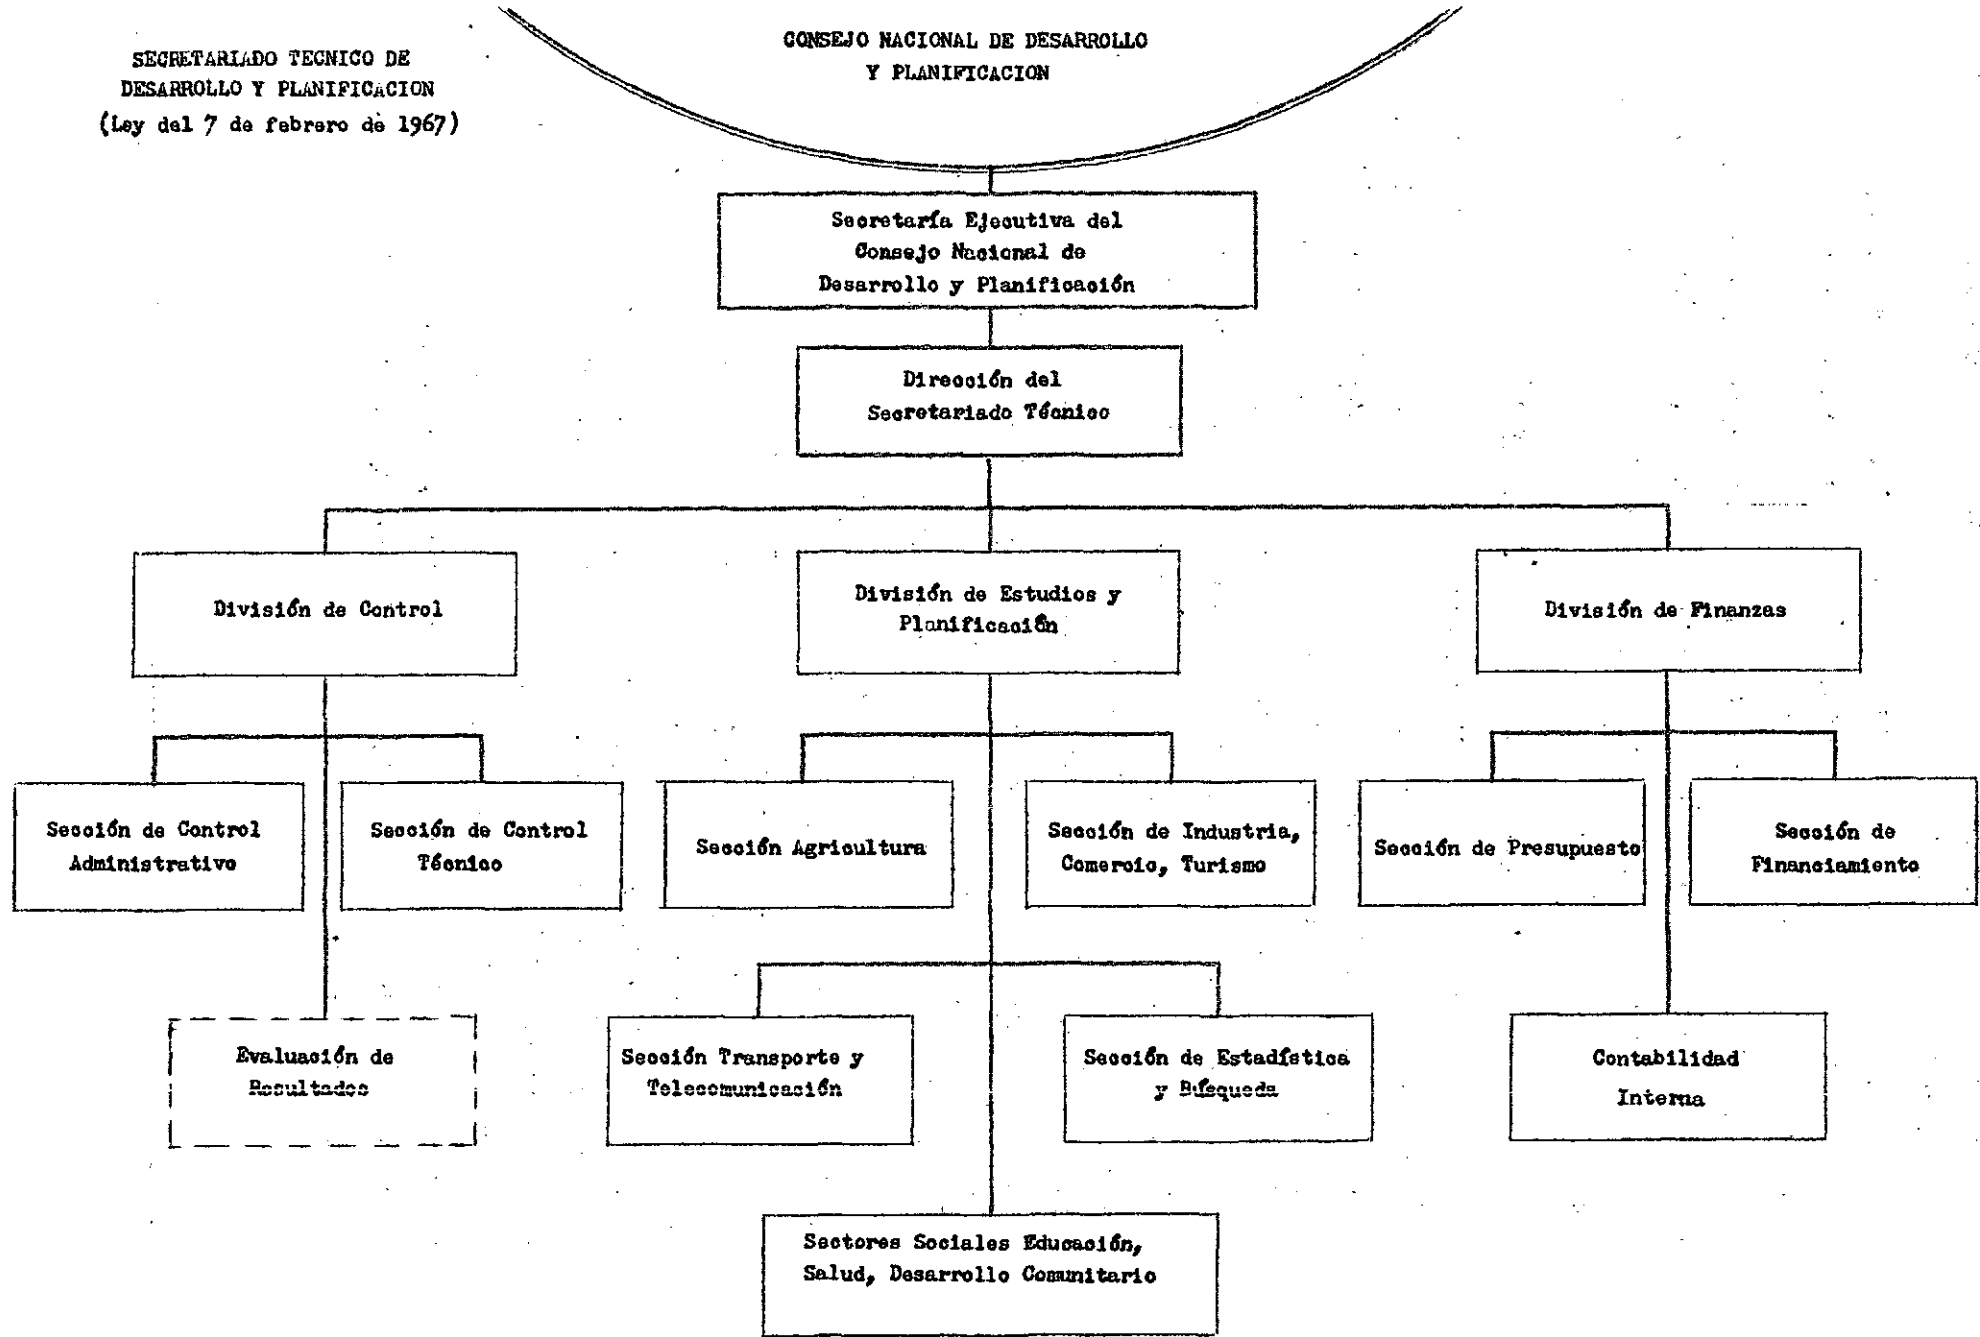 SECRETARIADO TECNICO DE
DESARROLLO Y PLANIFICACION
(Ley del 7 de febrero de 1967)
CONSEJO NACIONAL DE DESARROLLO
Y PLANIFICACION
Secretaría Ejecutiva del
Consejo Nacional de
Desarrollo y Planificación
Dirección del
Secretariado Técnico
División de Control
División de Estudios y
Planificación
División de Finanzas
Sección de Control
Administrativo
Sección de Control
Técnico
Sección Agricultura
Sección de Industria,
Comercio, Turismo
Sección de Presupuesto
Sección de
Financiamiento
Evaluación de
Resultados
Sección Transporte y
Telecomunicación
Sección de Estadística
y Búsqueda
Contabilidad
Interna
Sectores Sociales Educación,
Salud, Desarrollo Comunitario